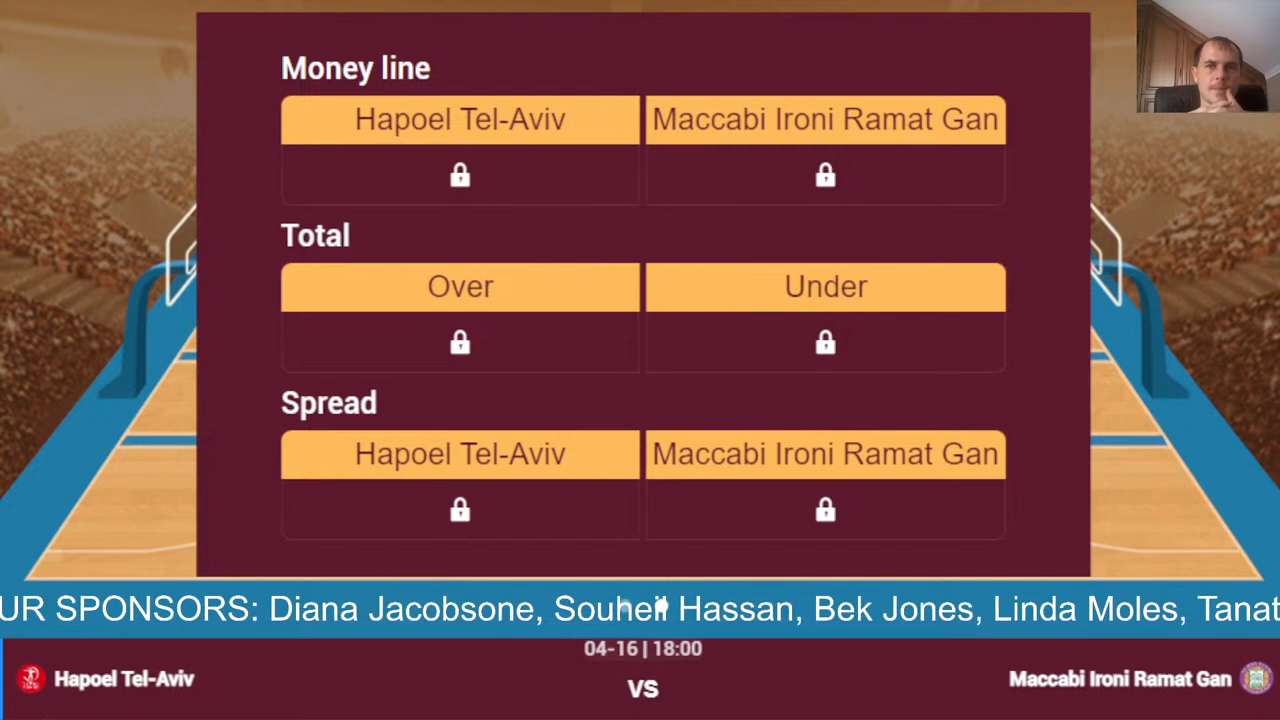 Money line
Hapoel Tel-Aviv
Maccabi Ironi Ramat Gan
Total
Over
Under
Spread
Hapoel Tel-Aviv
Maccabi Ironi Ramat Gan
UR SPONSORS: Diana Jacobsone, Souheil Hassan, Bek Jones, Linda Moles, Tanat
04-16 | 18:00
Hapoel Tel-Aviv
VS
Maccabi Ironi Ramat Gan